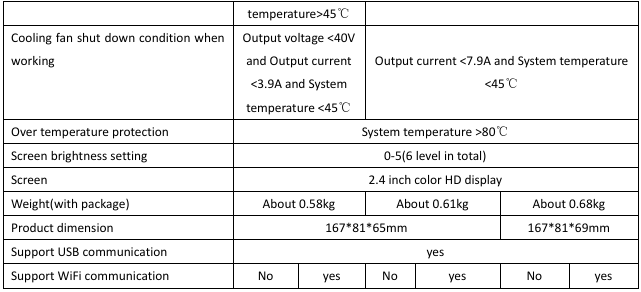 temperature>45℃
Cooling fan shut down condition when
working
Output voltage <40V
and Output current
<3.9A and System
temperature <45℃
Output current <7.9A and System temperature
<45℃
Over temperature protection
System temperature >80℃
Screen brightness setting
0-5(6 level in total)
Screen
2.4 inch color HD display
Weight(with package)
About 0.58kg
About 0.61kg
About 0.68kg
Product dimension
167*81*65mm
167*81*69mm
Support USB communication
yes
Support WiFi communication
No
yes
No
yes
No
yes